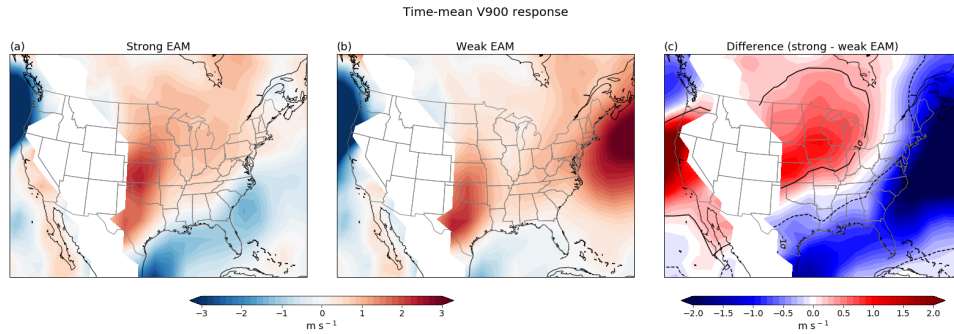 Time-mean V900 response
(a) Strong EAM
(b) Weak EAM
(c) Difference (strong - weak EAM)
10
-10
−3 −2 −1 0 1 2 3
m s⁻¹
−2.0 −1.5 −1.0 −0.5 0.0 0.5 1.0 1.5 2.0
m s⁻¹